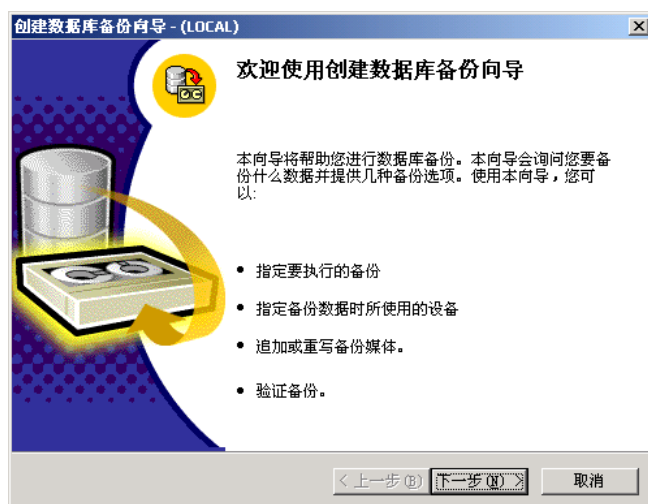 创建数据库备份向导 - (LOCAL)
欢迎使用创建数据库备份向导
本向导将帮助您进行数据库备份。本向导会询问您要备
份什么数据并提供几种备份选项。使用本向导，您可
以:
• 指定要执行的备份
• 指定备份数据时所使用的设备
• 追加或重写备份媒体。
• 验证备份。
< 上一步(B) 下一步(N) > 取消